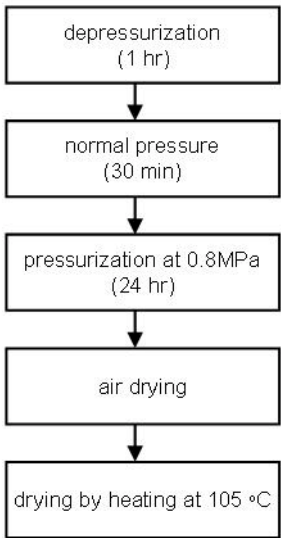 depressurization
(1 hr)
normal pressure
(30 min)
pressurization at 0.8MPa
(24 hr)
air drying
drying by heating at 105 °C